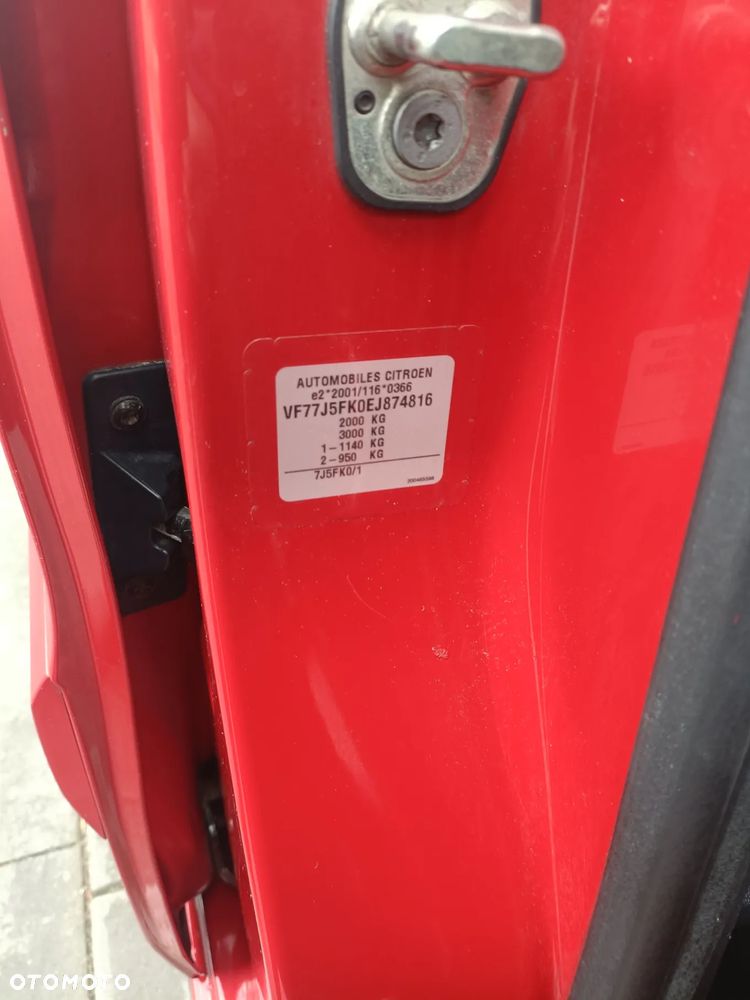 AUTOMOBILES CITROEN
e2*2001/116*0366
VF77J5FK0EJ874816
2000 KG
3000 KG
1-1140 KG
2-950 KG
7J5FK0/1
OTOMOTO